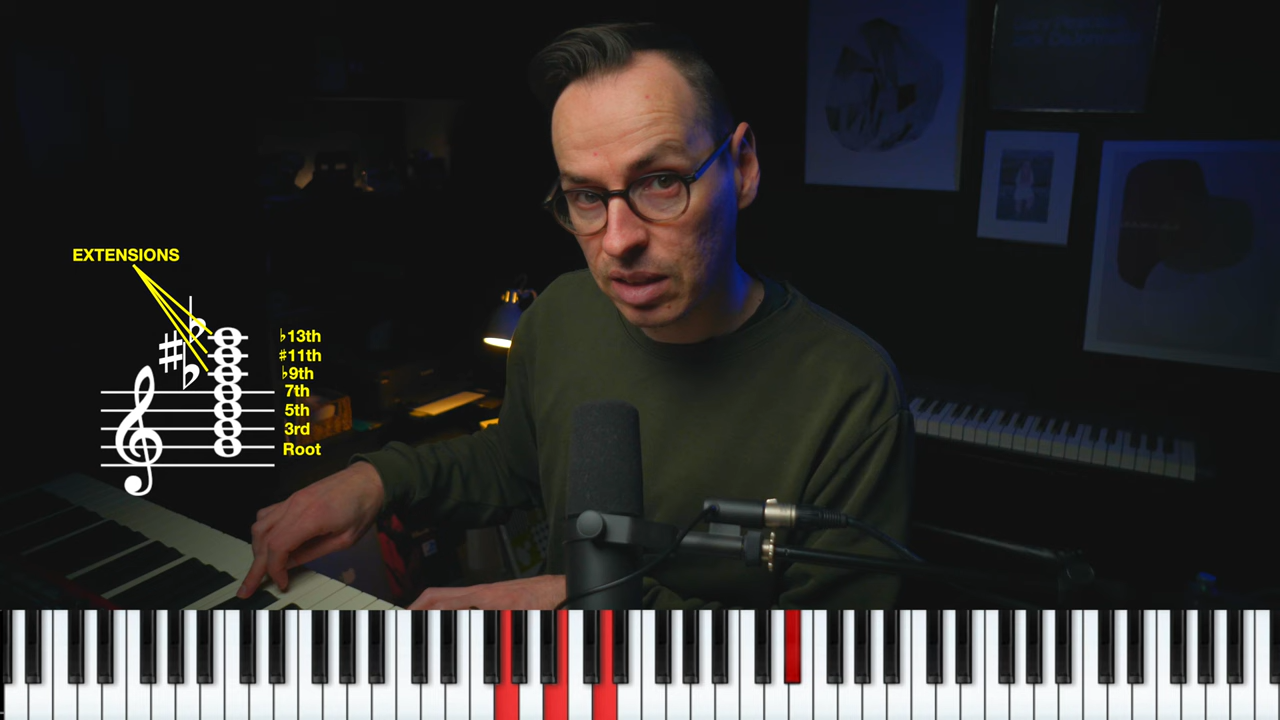 EXTENSIONS
♭13th
♯11th
♭9th
7th
5th
3rd
Root